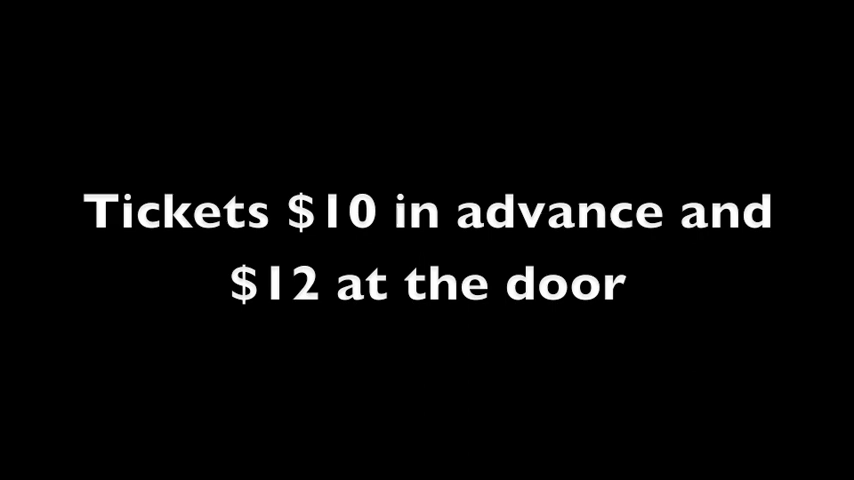 Tickets $10 in advance and
$12 at the door